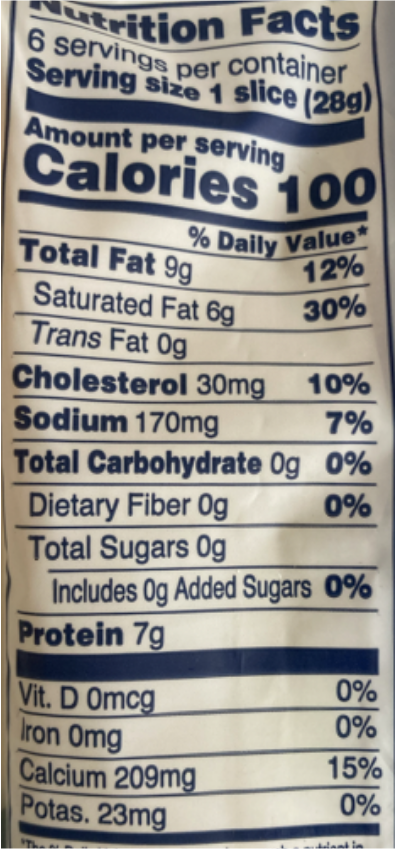 Nutrition Facts
6 servings per container
Serving size 1 slice (28g)
Amount per serving
Calories 100
% Daily Value*
Total Fat 9g 12%
Saturated Fat 6g 30%
Trans Fat 0g
Cholesterol 30mg 10%
Sodium 170mg 7%
Total Carbohydrate 0g 0%
Dietary Fiber 0g 0%
Total Sugars 0g
Includes 0g Added Sugars 0%
Protein 7g
Vit. D 0mcg 0%
Iron 0mg 0%
Calcium 209mg 15%
Potas. 23mg 0%